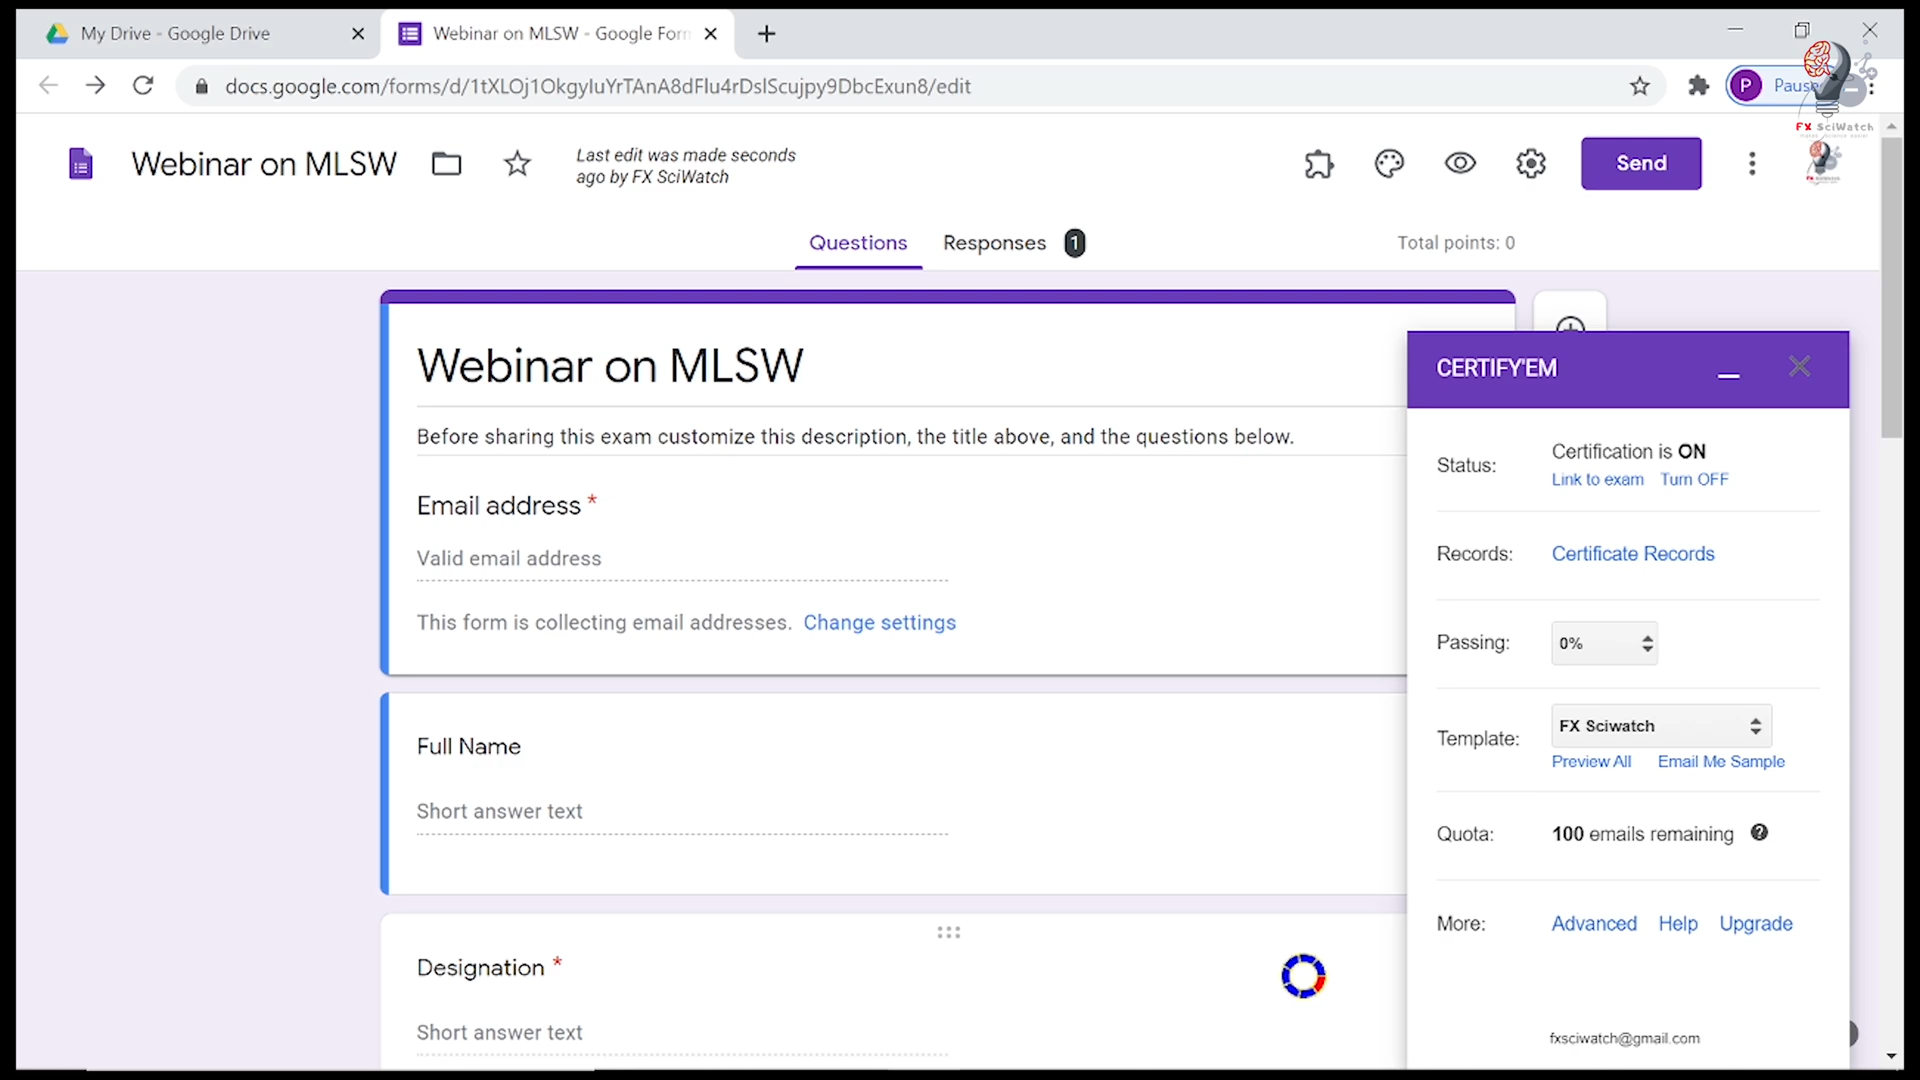 My Drive - Google Drive
Webinar on MLSW - Google Forn
docs.google.com/forms/d/1tXLOj1OkgyIuYrTAnA8dFlu4rDslScujpy9DbcExun8/edit
P
Pause
FX SciWatch
Webinar on MLSW
Last edit was made seconds
ago by FX SciWatch
Send
Questions
Responses 1
Total points: 0
Webinar on MLSW
Before sharing this exam customize this description, the title above, and the questions below.
Email address *
Valid email address
This form is collecting email addresses. Change settings
Full Name
Short answer text
Designation *
Short answer text
CERTIFY'EM
Status:
Certification is ON
Link to exam Turn OFF
Records: Certificate Records
Passing: 0%
Template: FX Sciwatch
Preview All Email Me Sample
Quota: 100 emails remaining ?
More: Advanced Help Upgrade
fxsciwatch@gmail.com